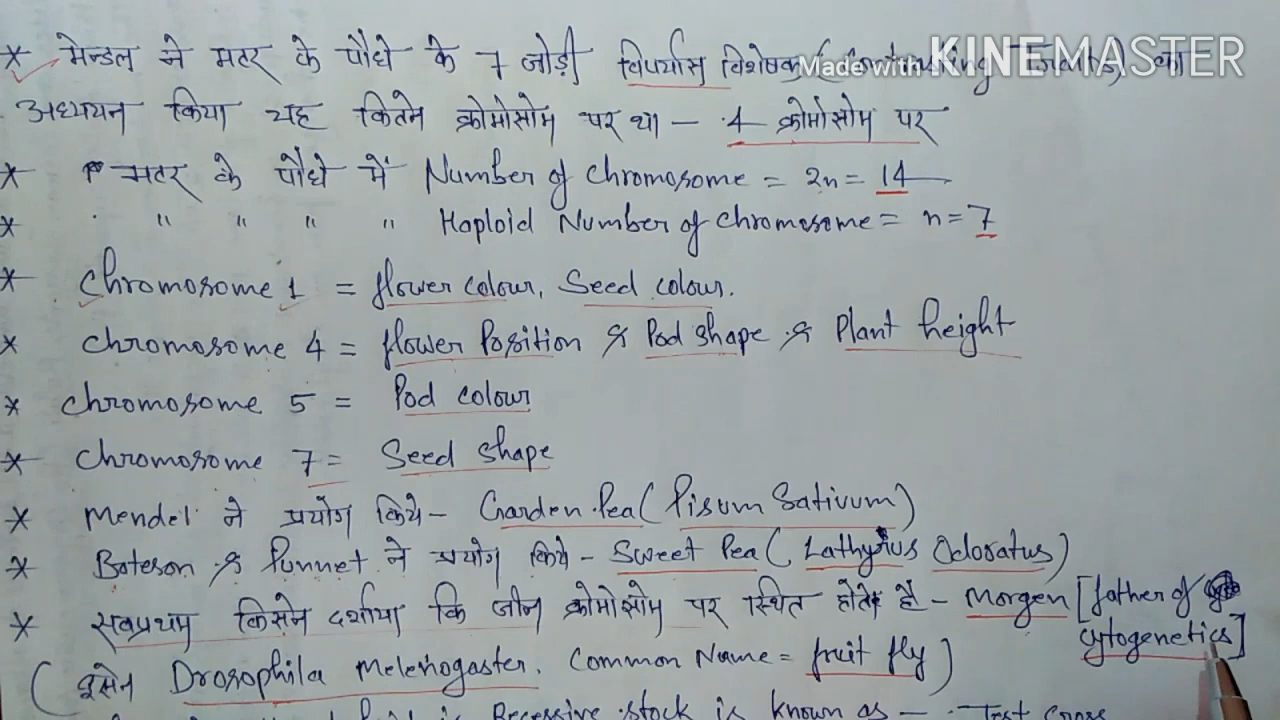 * मेन्डल ने मटर के पौधे के 7 जोड़ी विपर्यास विशेषक (Contrasting Traits) का
Made with KINEMASTER
अध्ययन किया यह कितने क्रोमोसोम पर था - 4 क्रोमोसोम पर
* मटर के पौधे में Number of chromosome = 2n = 14
* " " " " Haploid Number of chromosome = n = 7
* Chromosome 1 = flower colour, Seed colour.
* chromosome 4 = flower Position & Pod shape & Plant height
* chromosome 5 = Pod colour
* chromosome 7 = Seed shape
* Mendel ने प्रयोग किये - Garden Pea (Pisum Sativum)
* Bateson & Punnet ने प्रयोग किये - Sweet Pea (Lathyrus Odoratus)
* सवप्रथम किसने दर्शाया कि जीन क्रोमोसोम पर स्थित होते है - Morgen [father of
cytogenetics]
(इसने Drosophila Melenogaster. Common Name = fruit fly)
is Recessive stock is known as - Test Cross